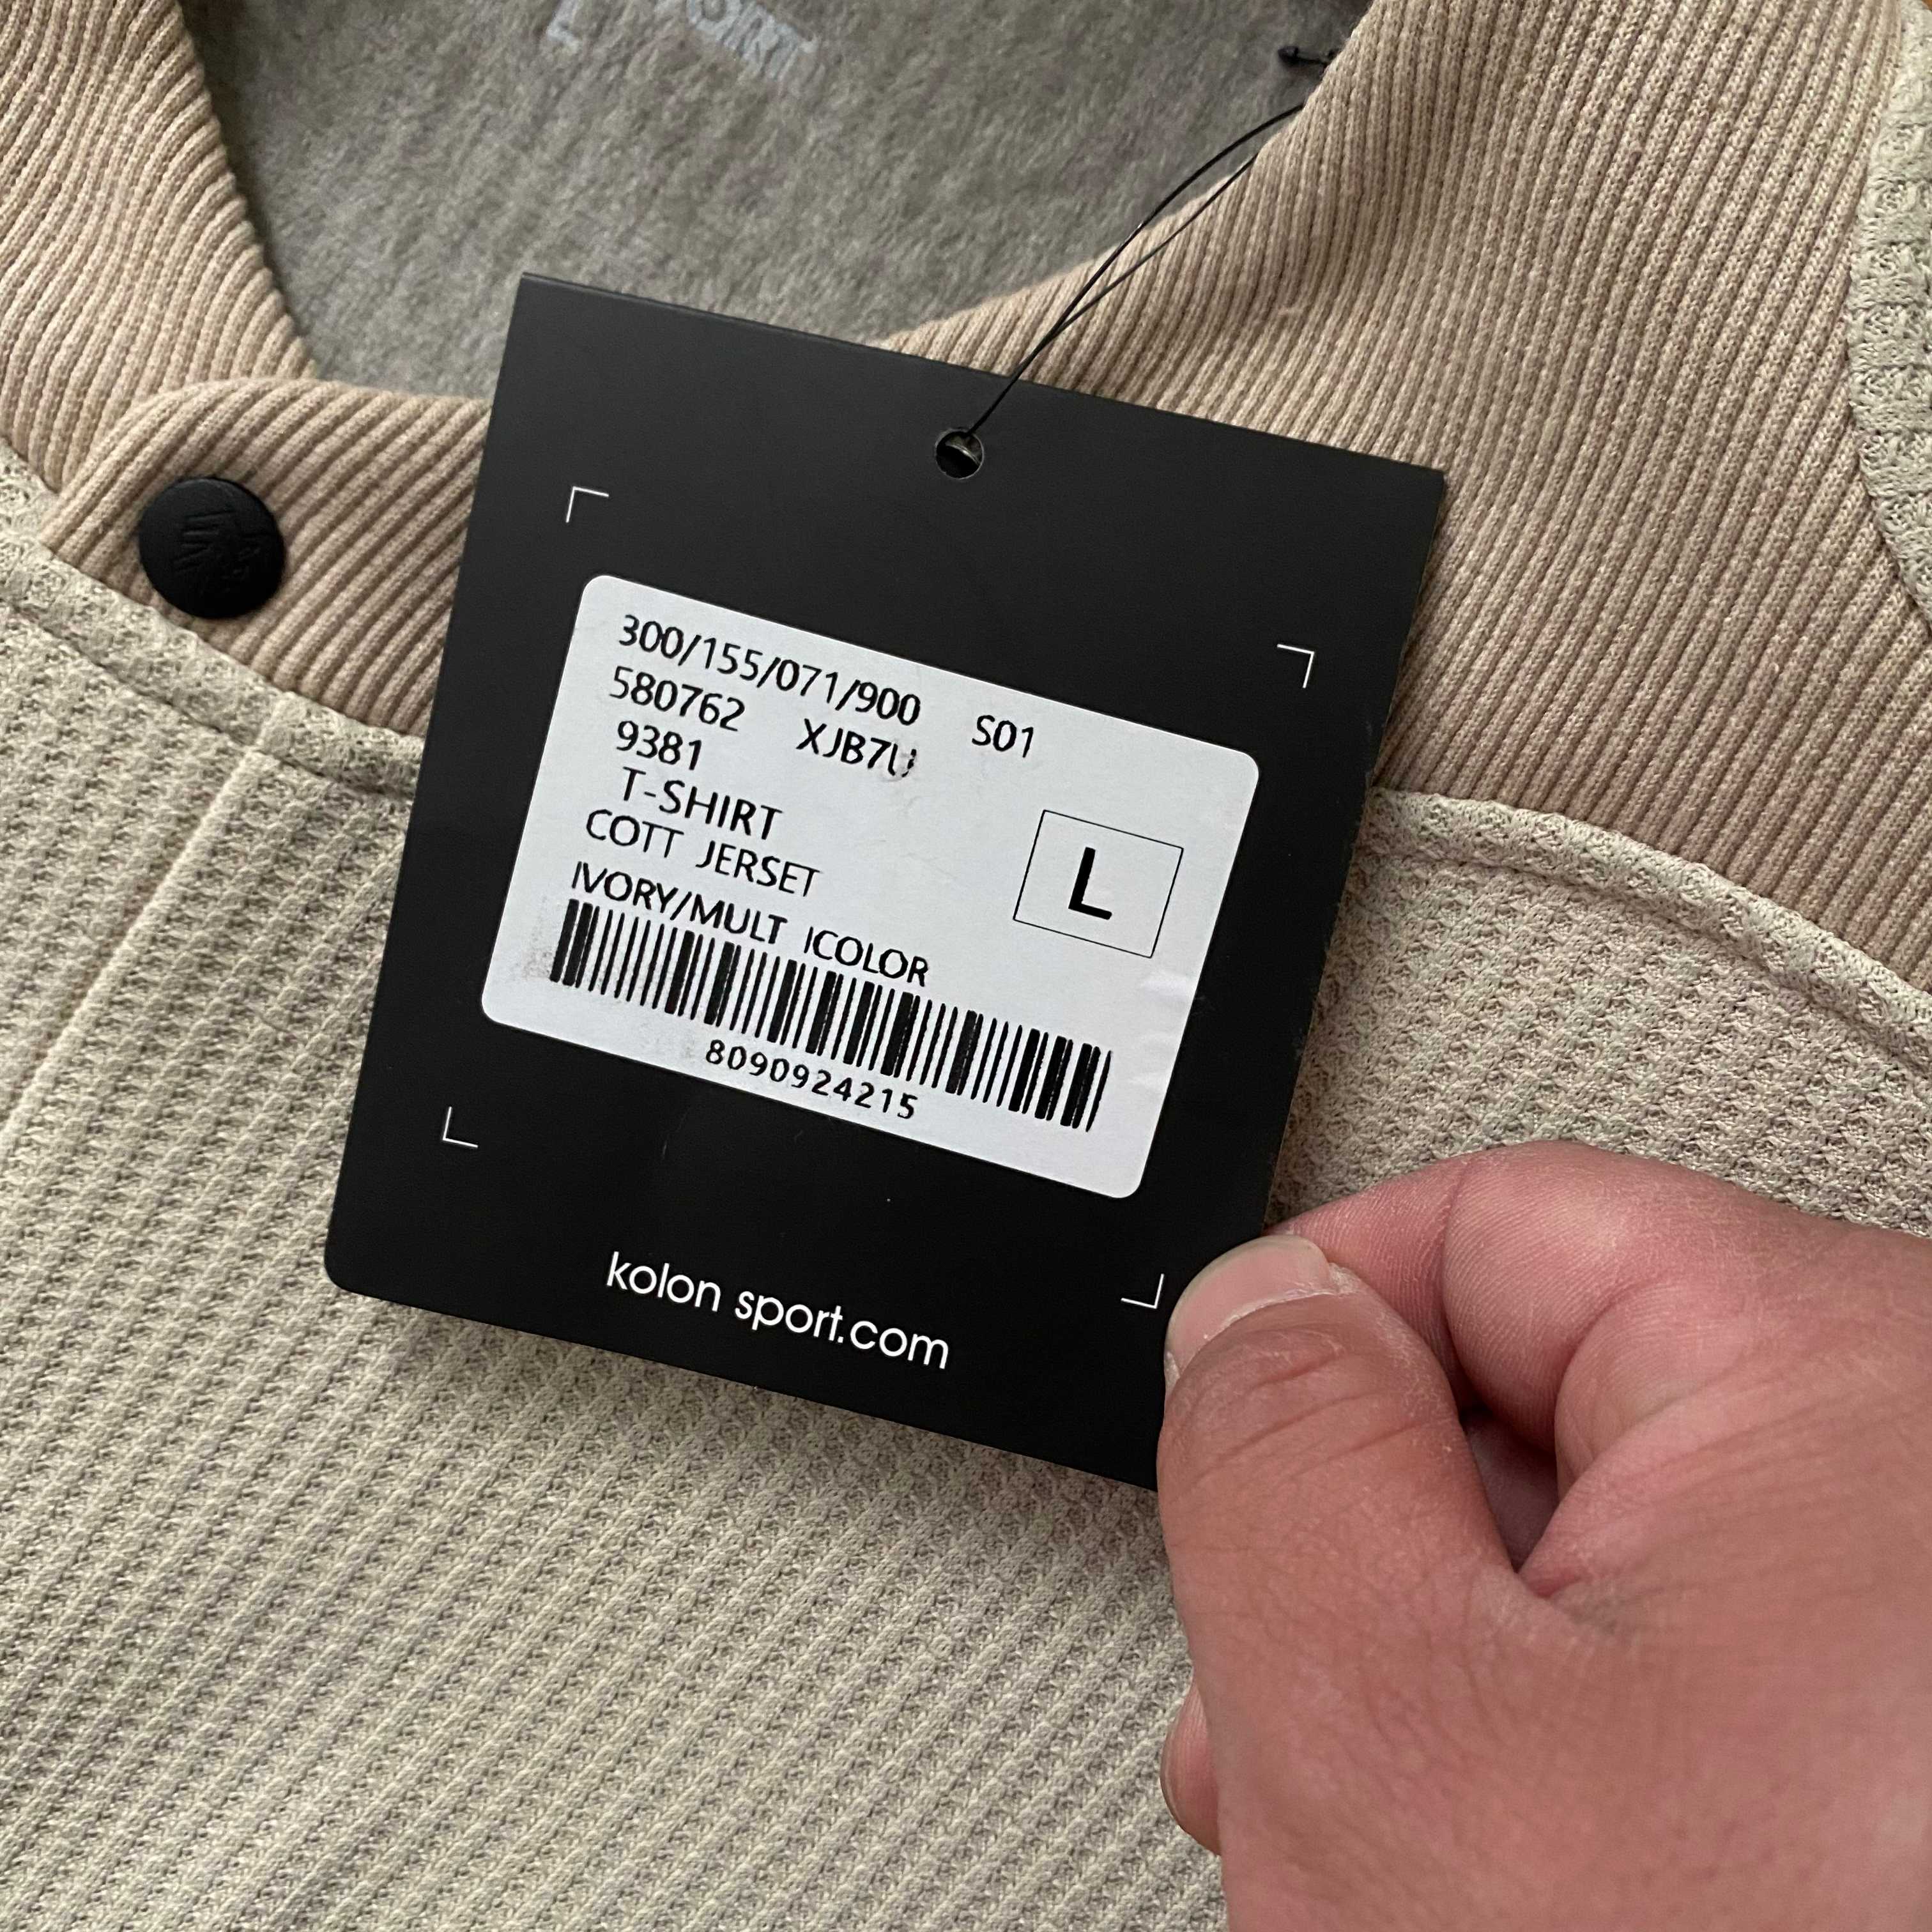 L
300/155/071/900 S01
580762 XJB7U
9381
T-SHIRT
COTT JERSET
IVORY/MULT ICOLOR
L
8090924215
kolon sport.com